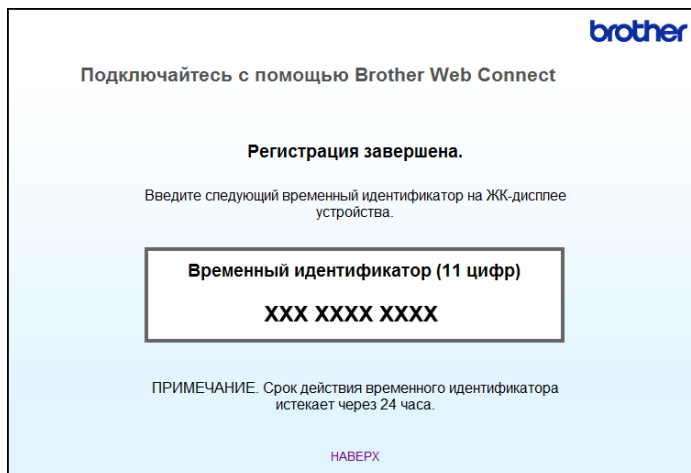 brother
Подключайтесь с помощью Brother Web Connect
Регистрация завершена.
Введите следующий временный идентификатор на ЖК-дисплее
устройства.
Временный идентификатор (11 цифр)
XXX XXXX XXXX
ПРИМЕЧАНИЕ. Срок действия временного идентификатора
истекает через 24 часа.
НАВЕРХ